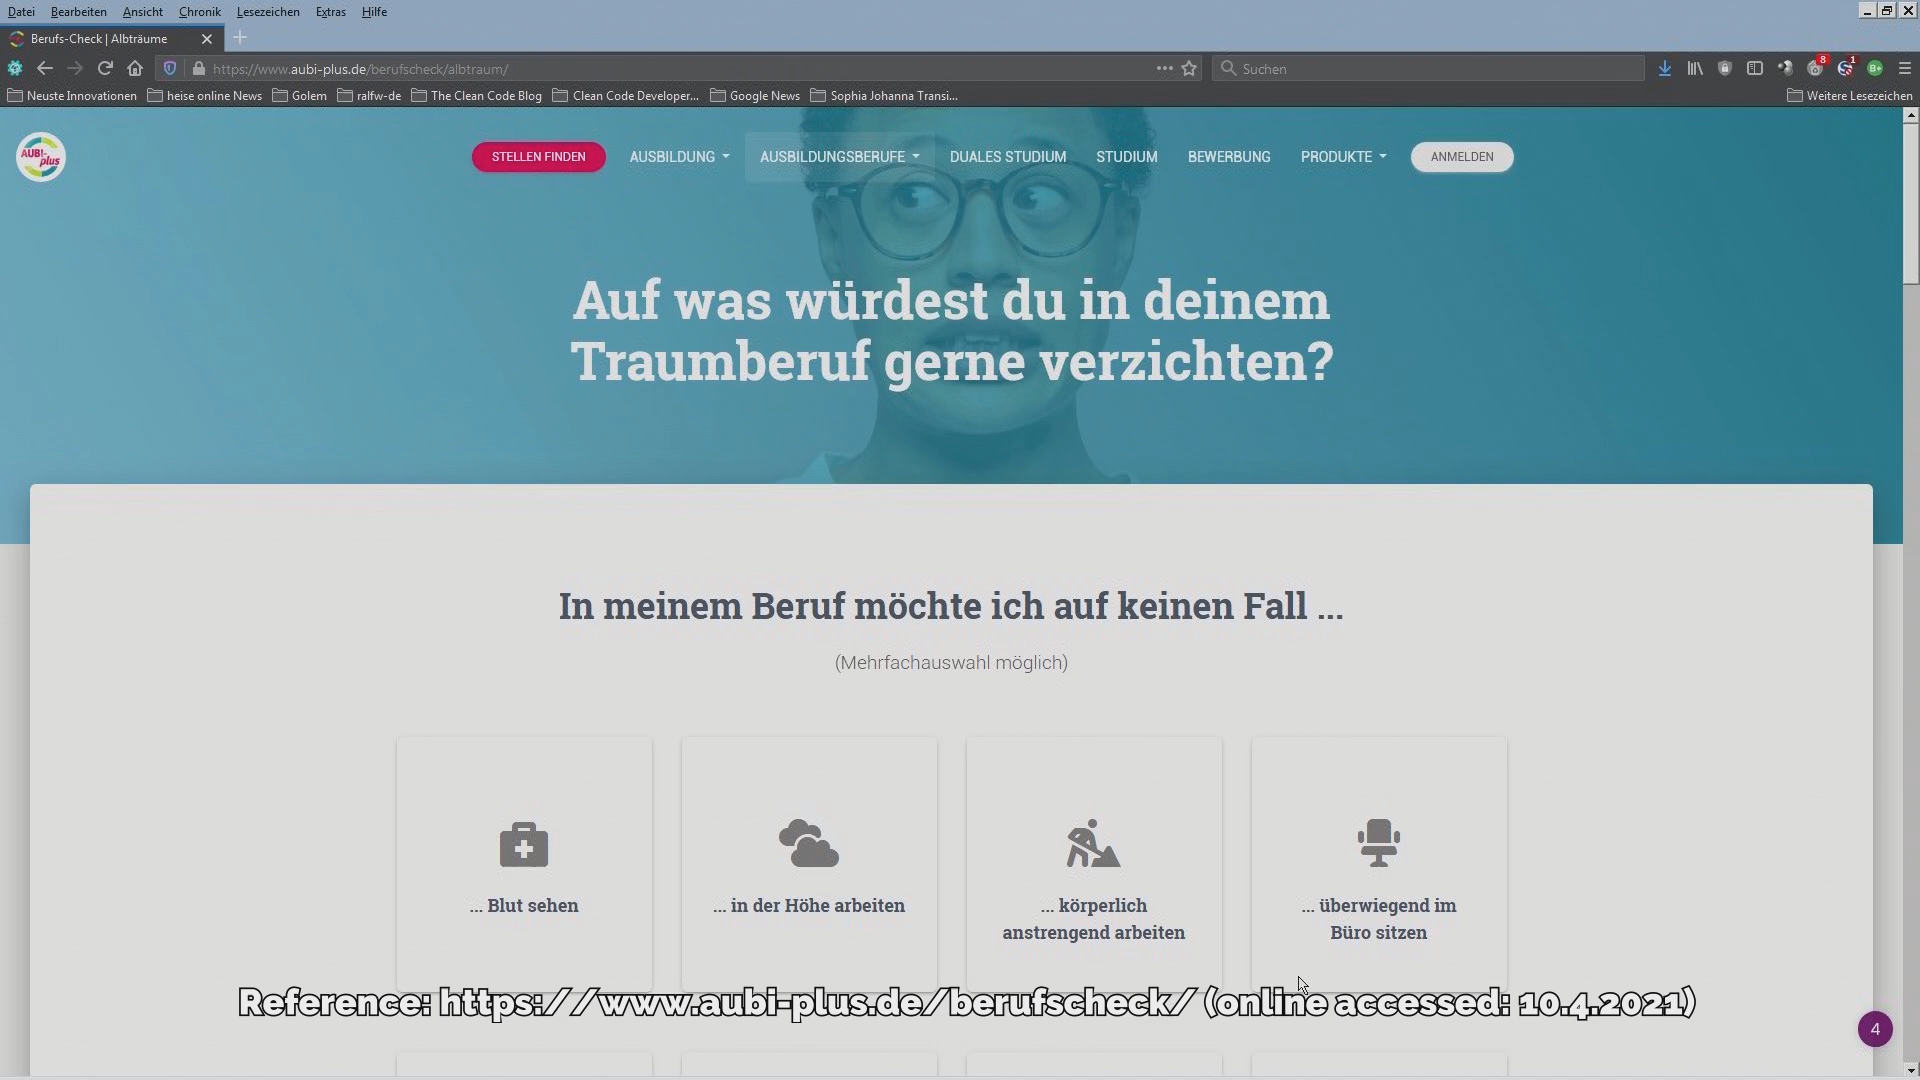 Datei Bearbeiten Ansicht Chronik Lesezeichen Extras Hilfe
Berufs-Check | Albträume
https://www.aubi-plus.de/berufscheck/albtraum/
Suchen
8
1
B+
Neuste Innovationen heise online News Golem ralfw-de The Clean Code Blog Clean Code Developer... Google News Sophia Johanna Transi... Weitere Lesezeichen
AUBI-
plus
STELLEN FINDEN AUSBILDUNG AUSBILDUNGSBERUFE DUALES STUDIUM STUDIUM BEWERBUNG PRODUKTE ANMELDEN
Auf was würdest du in deinem
Traumberuf gerne verzichten?
In meinem Beruf möchte ich auf keinen Fall ...
(Mehrfachauswahl möglich)
... Blut sehen
... in der Höhe arbeiten
... körperlich
anstrengend arbeiten
... überwiegend im
Büro sitzen
Reference: https://www.aubi-plus.de/berufscheck/ (online accessed: 10.4.2021)
4